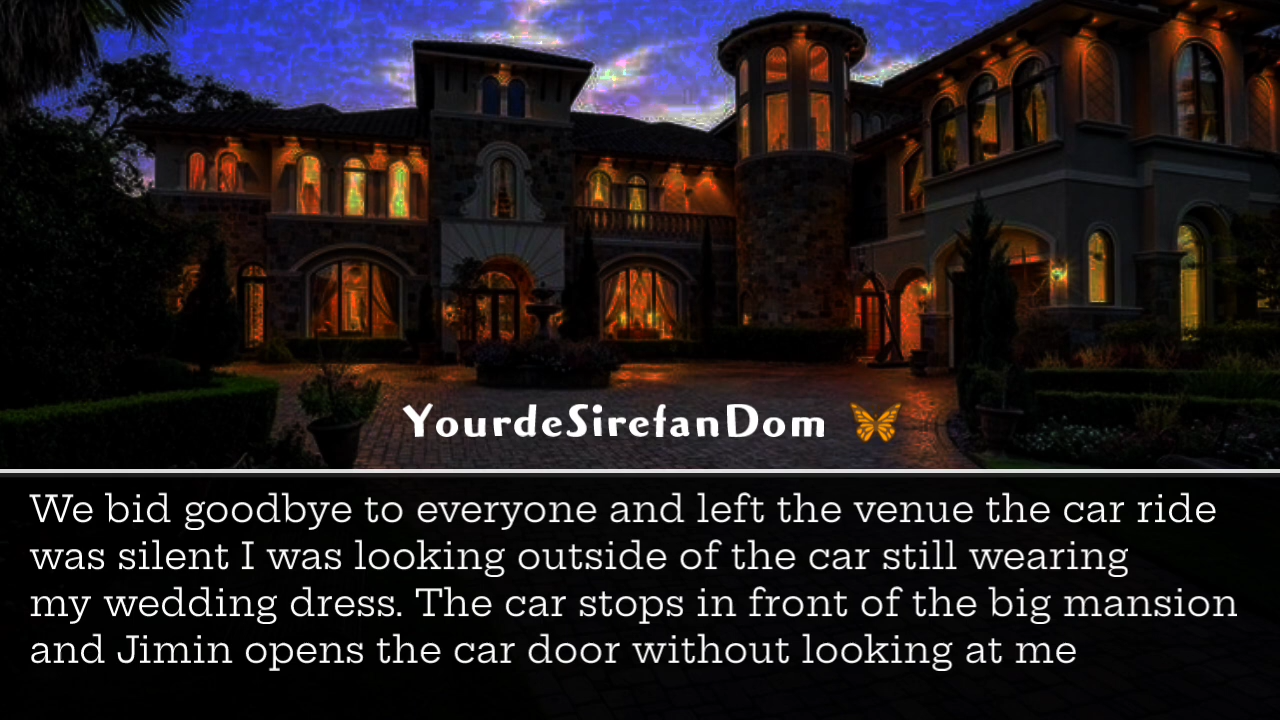 YourdeSirefanDom 🦋
We bid goodbye to everyone and left the venue the car ride
was silent I was looking outside of the car still wearing
my wedding dress. The car stops in front of the big mansion
and Jimin opens the car door without looking at me